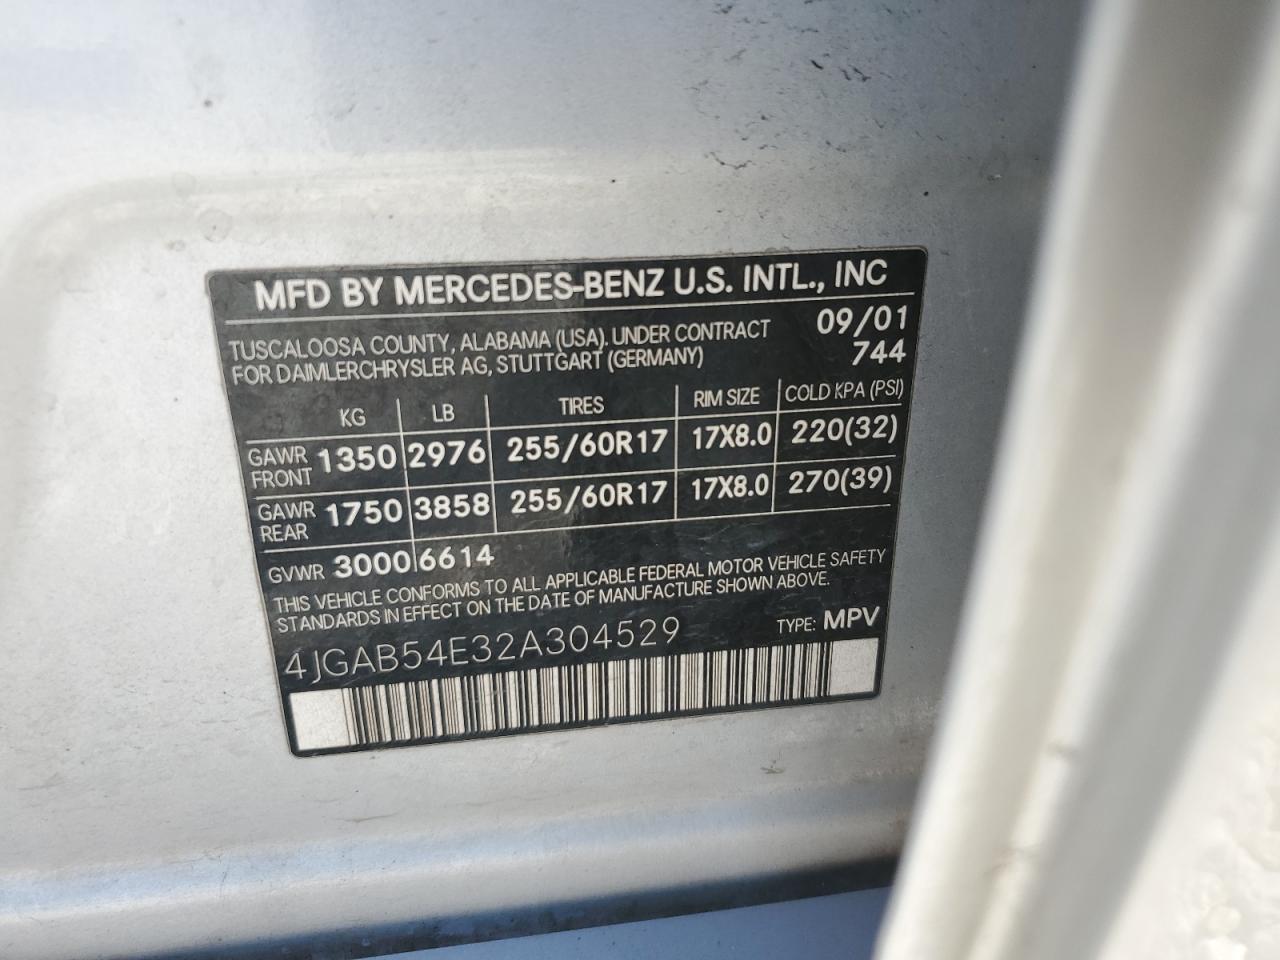 MFD BY MERCEDES-BENZ U.S. INTL., INC
TUSCALOOSA COUNTY, ALABAMA (USA). UNDER CONTRACT 09/01
FOR DAIMLERCHRYSLER AG, STUTTGART (GERMANY) 744
KG LB TIRES RIM SIZE COLD KPA (PSI)
GAWR FRONT 1350 2976 255/60R17 17X8.0 220(32)
GAWR REAR 1750 3858 255/60R17 17X8.0 270(39)
GVWR 3000 6614
THIS VEHICLE CONFORMS TO ALL APPLICABLE FEDERAL MOTOR VEHICLE SAFETY
STANDARDS IN EFFECT ON THE DATE OF MANUFACTURE SHOWN ABOVE.
4JGAB54E32A304529 TYPE: MPV